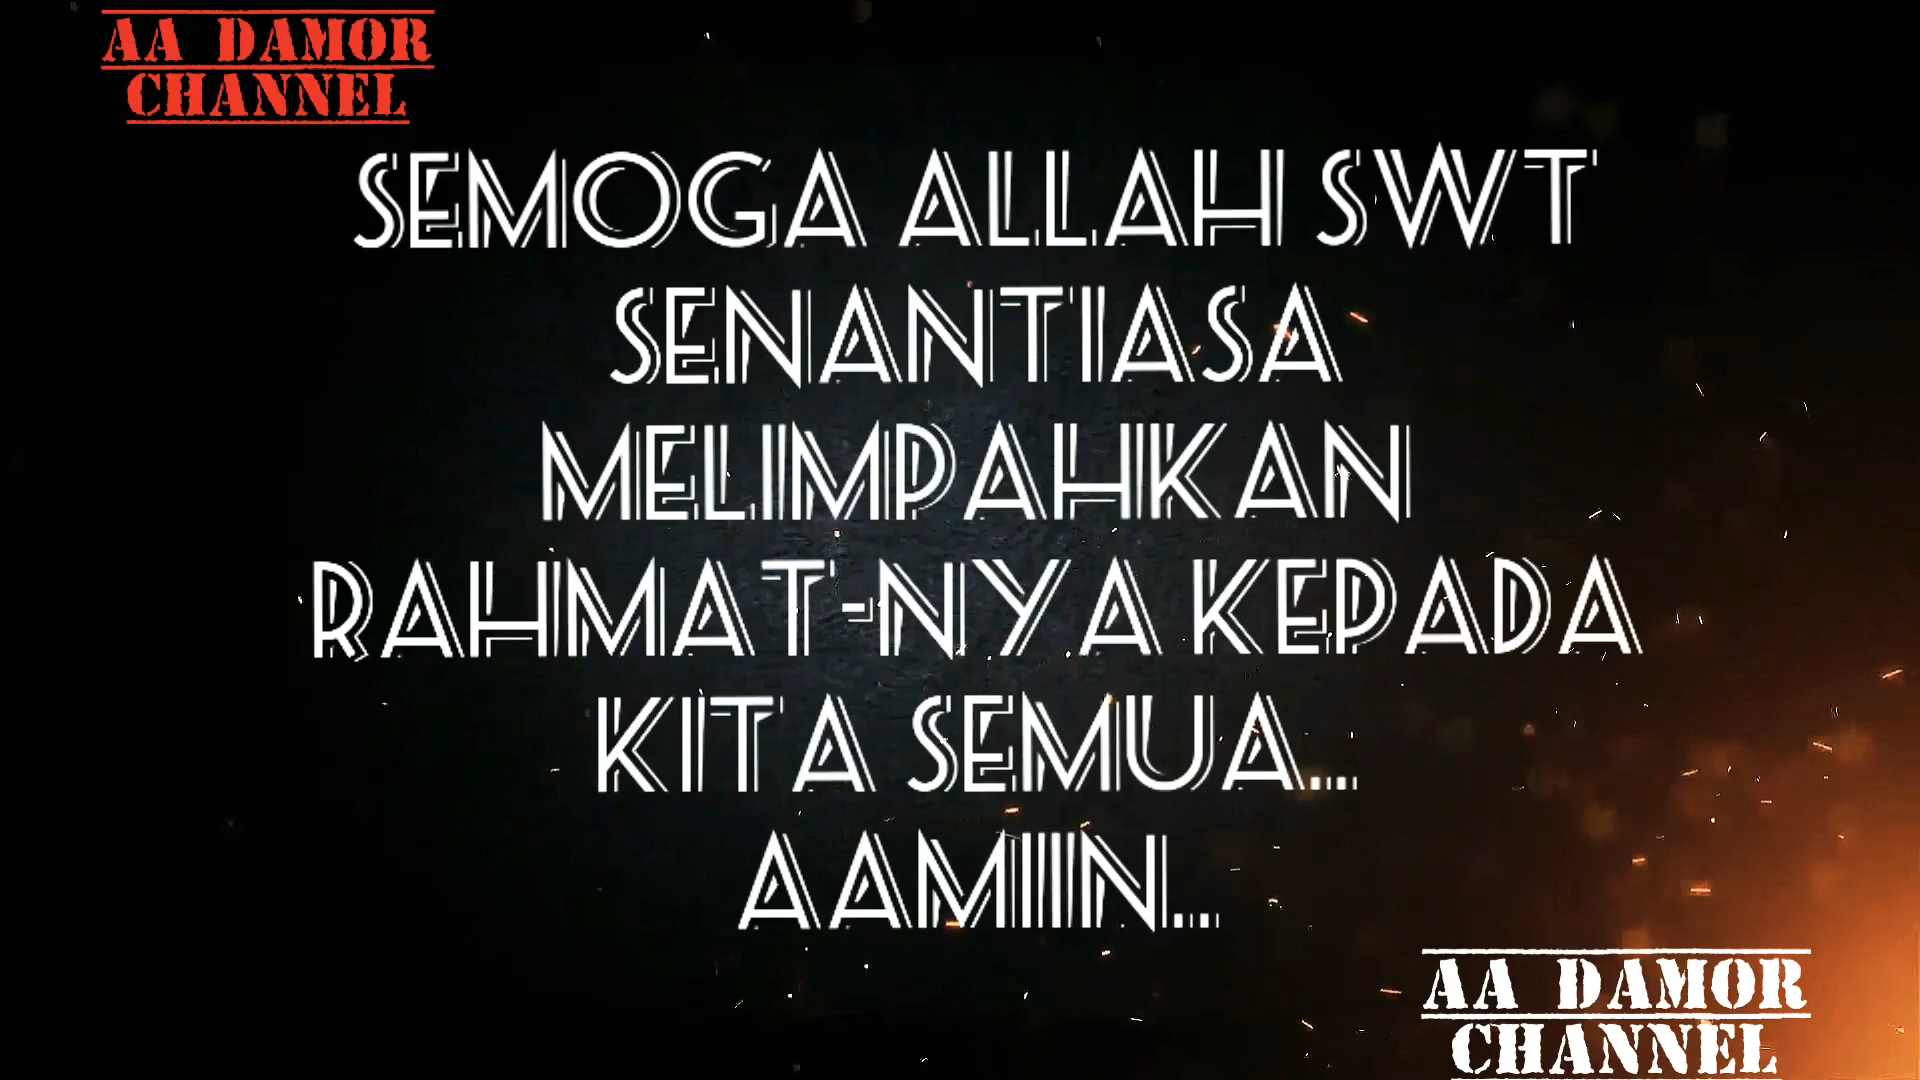 AA DAMOR
CHANNEL
SEMOGA ALLAH SWT
SENANTIASA
MELIMPAHKAN
RAHMAT-NYA KEPADA
KITA SEMUA...
AAMIIN...
AA DAMOR
CHANNEL